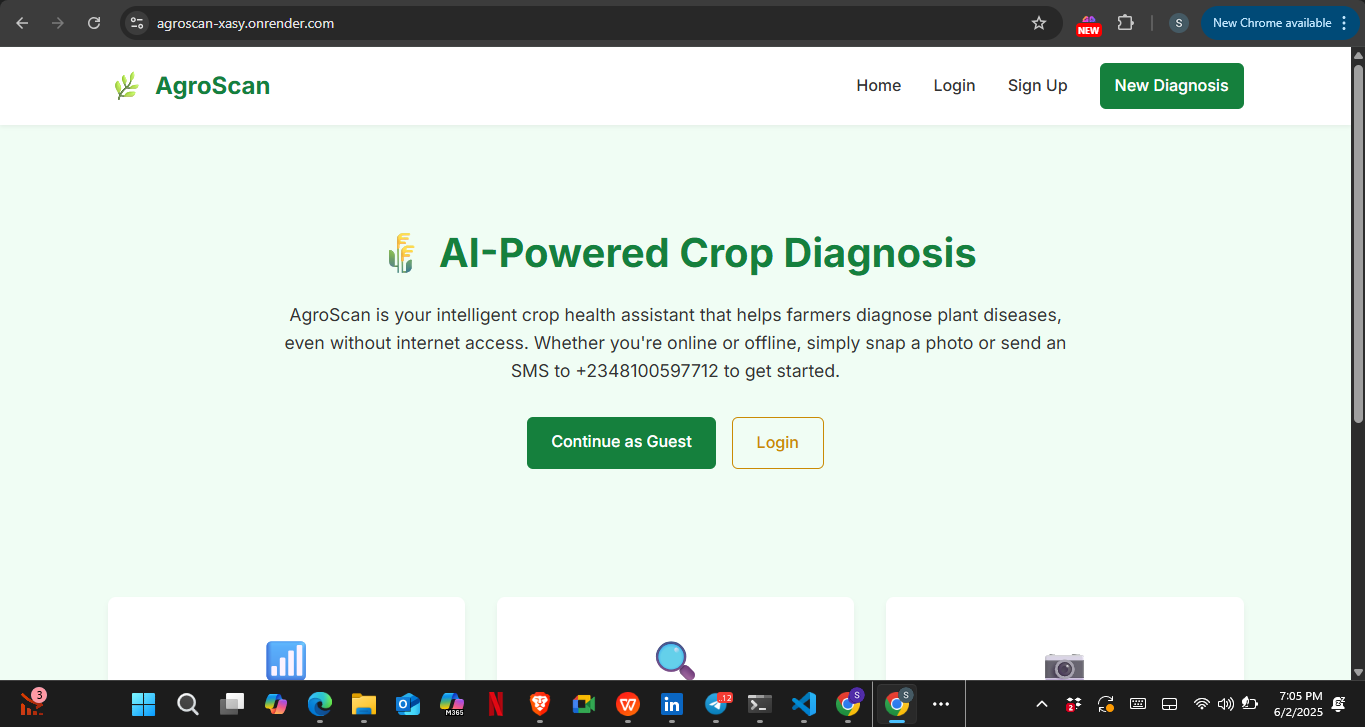 agroscan-xasy.onrender.com
NEW
S
New Chrome available
AgroScan
Home
Login
Sign Up
New Diagnosis
AI-Powered Crop Diagnosis
AgroScan is your intelligent crop health assistant that helps farmers diagnose plant diseases,
even without internet access. Whether you're online or offline, simply snap a photo or send an
SMS to +2348100597712 to get started.
Continue as Guest
Login
3
M365
N
W
in
12
S
S
2
7:05 PM
6/2/2025